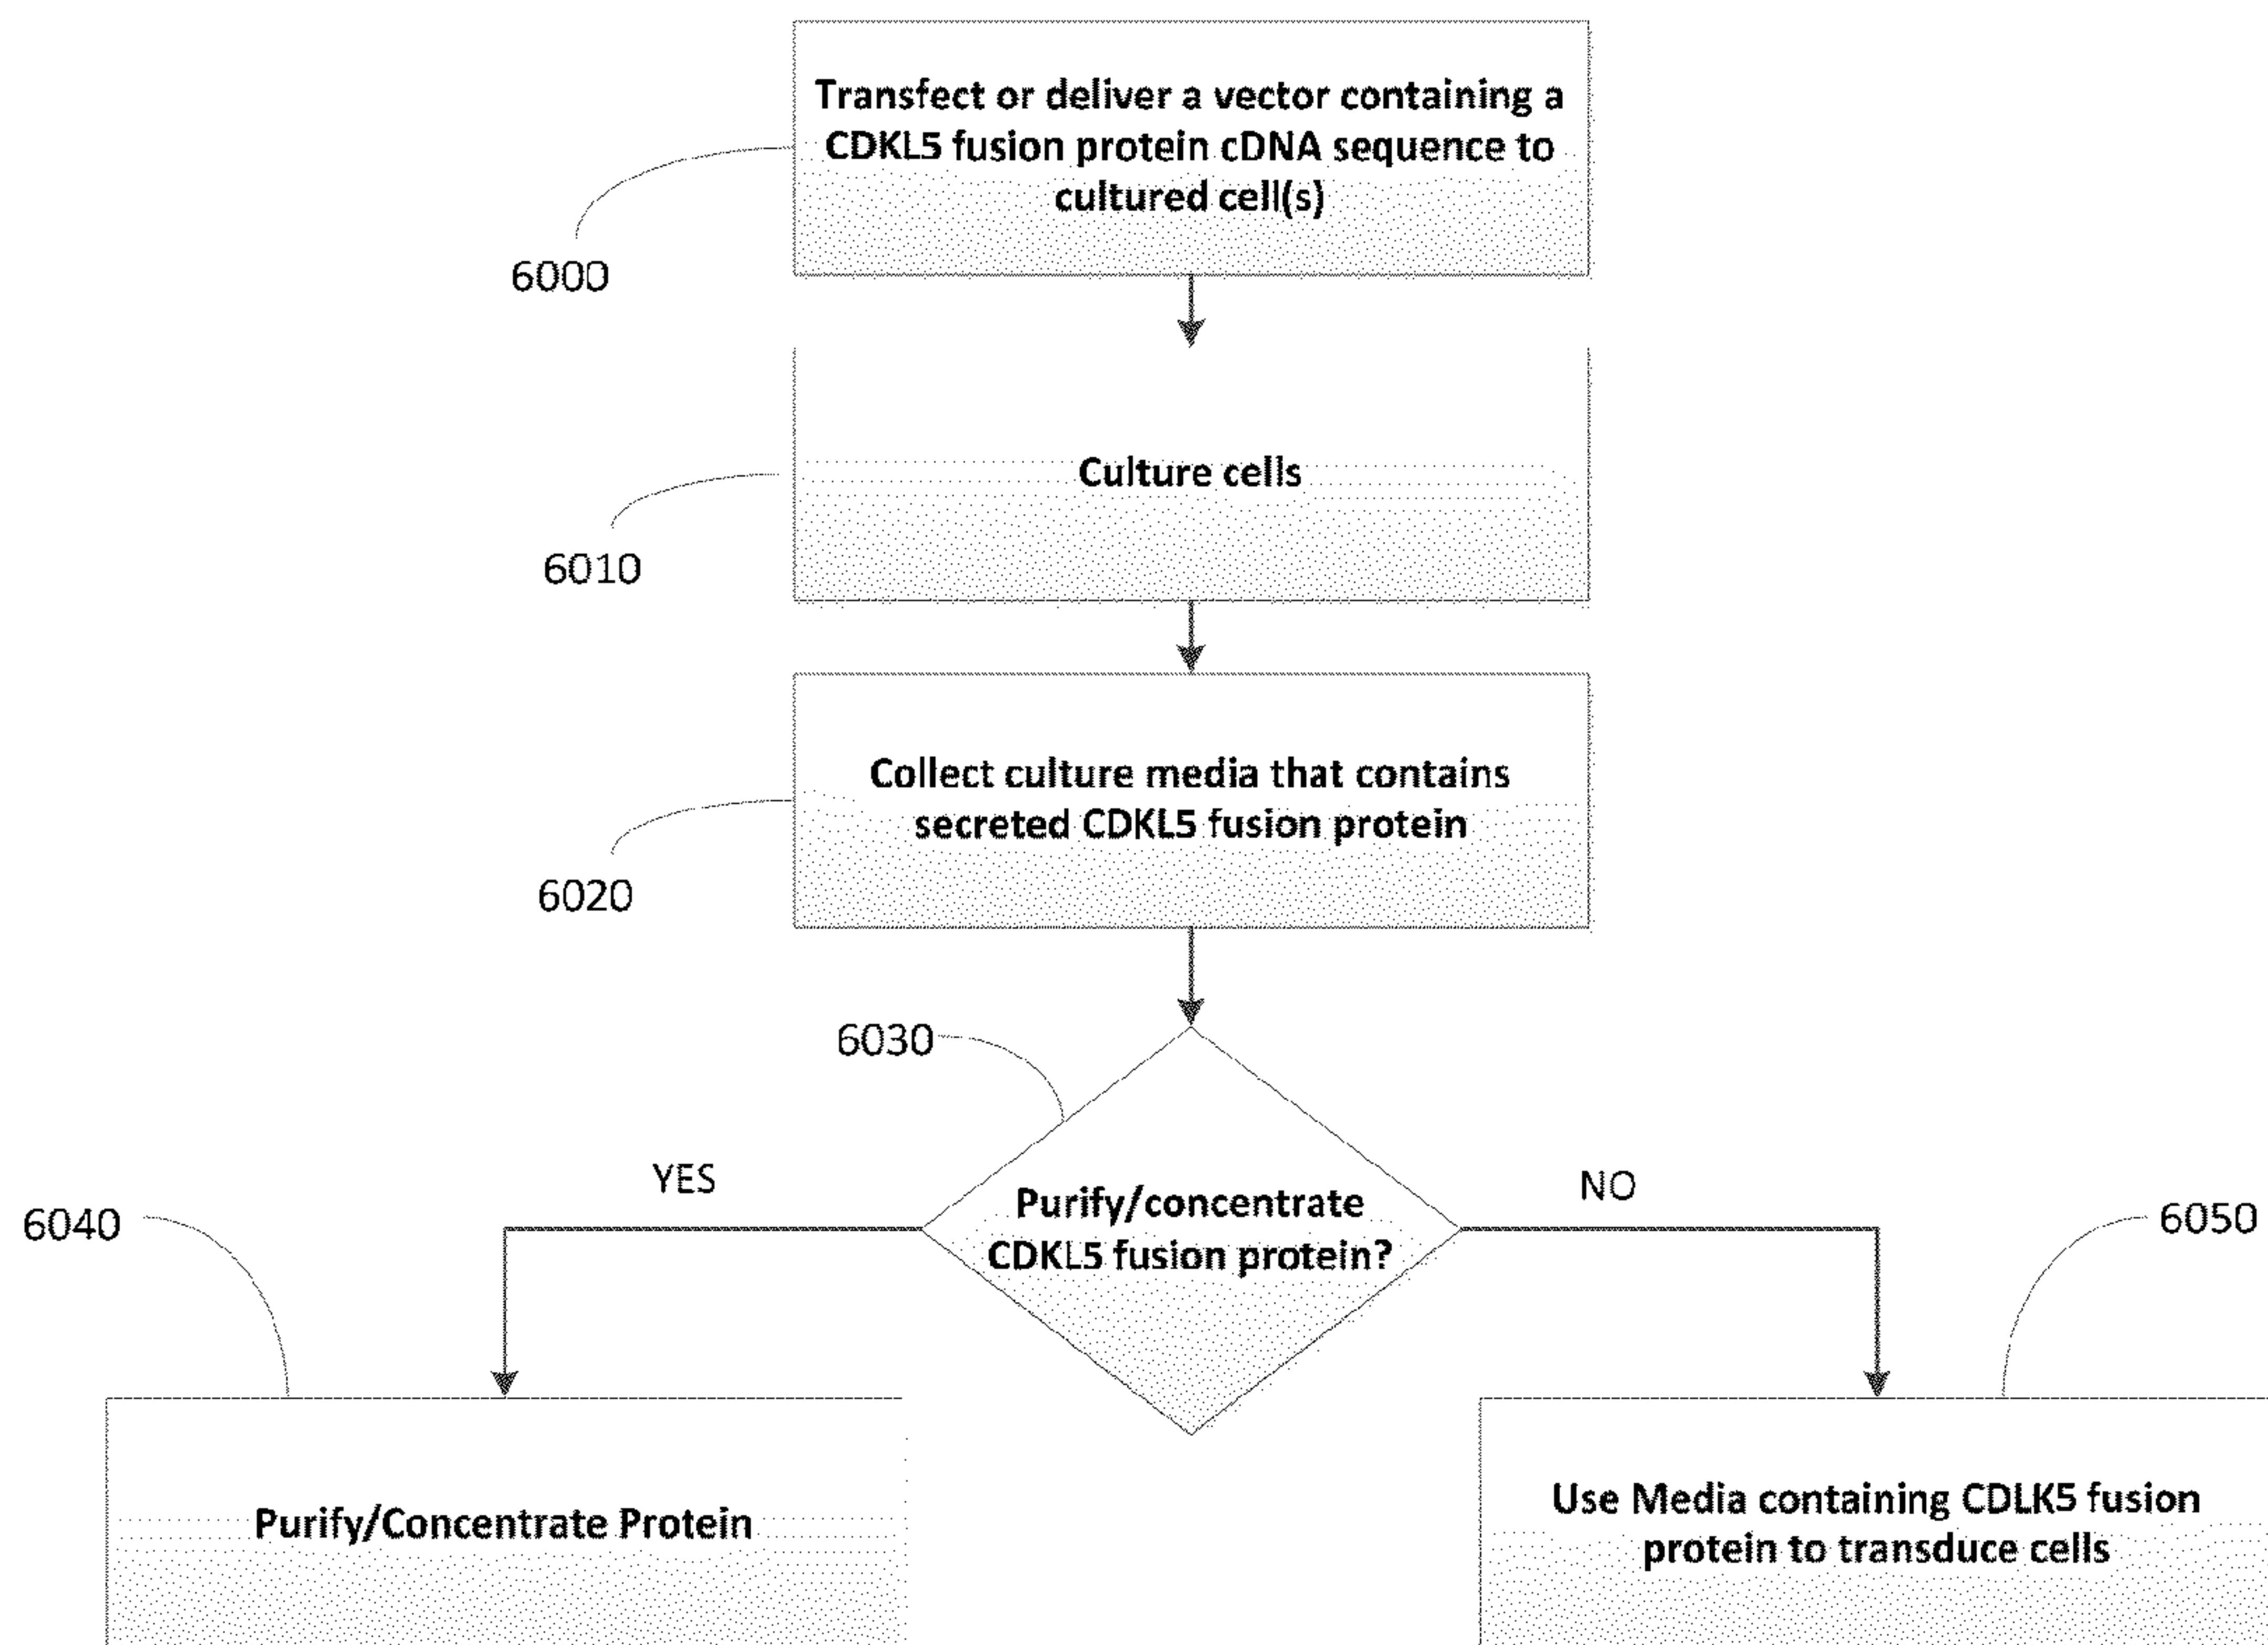 Transfect or deliver a vector containing a
CDKL5 fusion protein cDNA sequence to
cultured cell(s)
6000
Culture cells
6010
Collect culture media that contains
secreted CDKL5 fusion protein
6020
6030
Purify/concentrate
CDKL5 fusion protein?
YES
NO
6040
6050
Purify/Concentrate Protein
Use Media containing CDLK5 fusion
protein to transduce cells